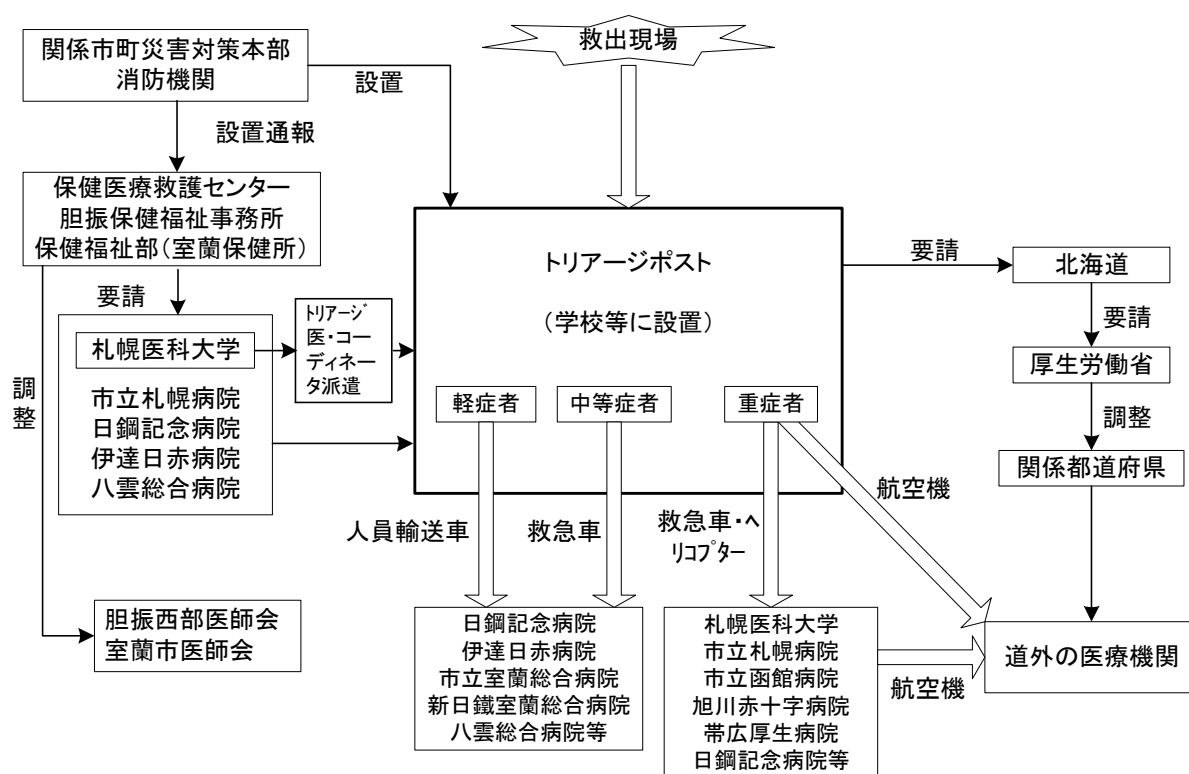 関係市町災害対策本部
消防機関
救出現場
設置
設置通報
保健医療救護センター
胆振保健福祉事務所
保健福祉部(室蘭保健所)
要請
札幌医科大学
市立札幌病院
日鋼記念病院
伊達日赤病院
八雲総合病院
トリアージ
医・コー
ディネー
タ派遣
調整
胆振西部医師会
室蘭市医師会
トリアージポスト
(学校等に設置)
軽症者
中等症者
重症者
人員輸送車
救急車
救急車・ヘ
リコプター
航空機
日鋼記念病院
伊達日赤病院
市立室蘭総合病院
新日鐵室蘭総合病院
八雲総合病院等
札幌医科大学
市立札幌病院
市立函館病院
旭川赤十字病院
帯広厚生病院
日鋼記念病院等
航空機
要請
北海道
要請
厚生労働省
調整
関係都道府県
道外の医療機関